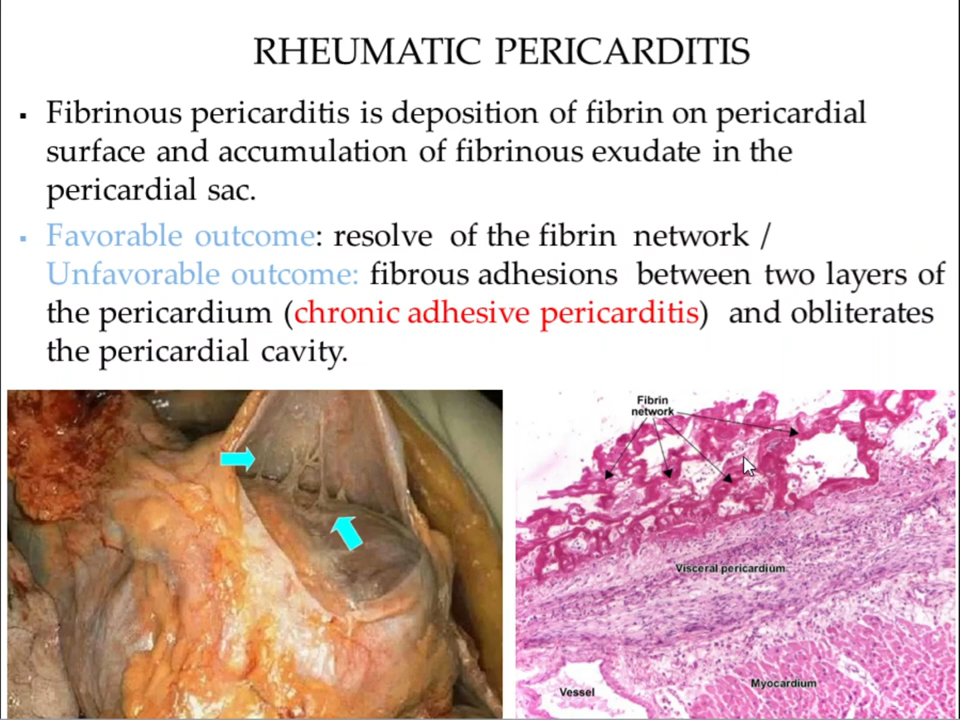 RHEUMATIC PERICARDITIS
▪ Fibrinous pericarditis is deposition of fibrin on pericardial
surface and accumulation of fibrinous exudate in the
pericardial sac.
▪ Favorable outcome: resolve of the fibrin network /
Unfavorable outcome: fibrous adhesions between two layers of
the pericardium (chronic adhesive pericarditis) and obliterates
the pericardial cavity.
Fibrin
network
Visceral pericardium
Myocardium
Vessel